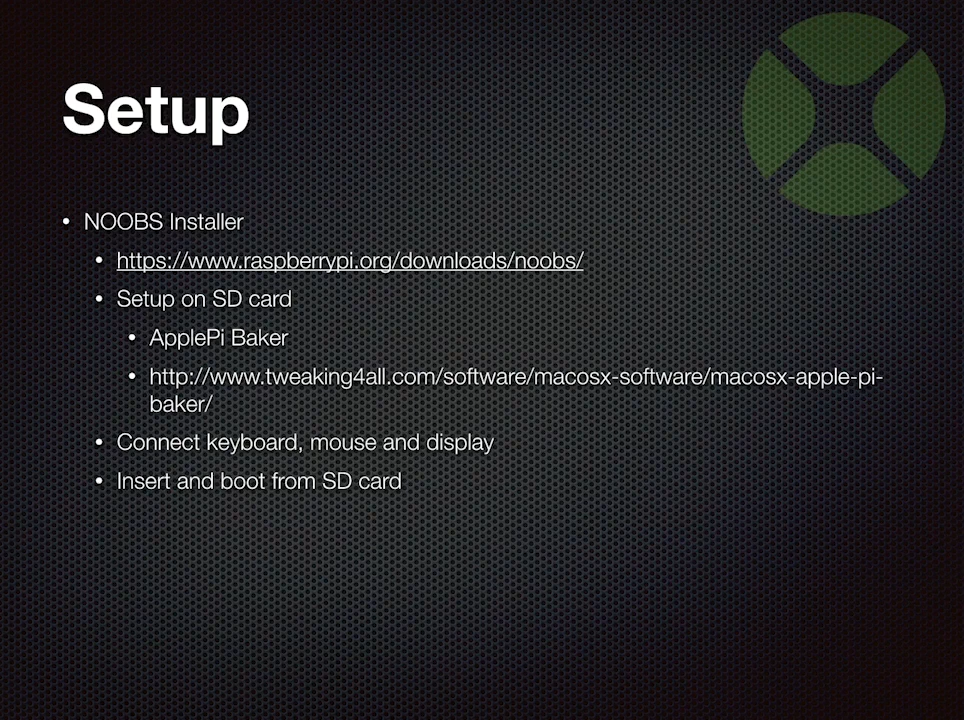 Setup
• NOOBS Installer
• https://www.raspberrypi.org/downloads/noobs/
• Setup on SD card
• ApplePi Baker
• http://www.tweaking4all.com/software/macosx-software/macosx-apple-pi-
baker/
• Connect keyboard, mouse and display
• Insert and boot from SD card